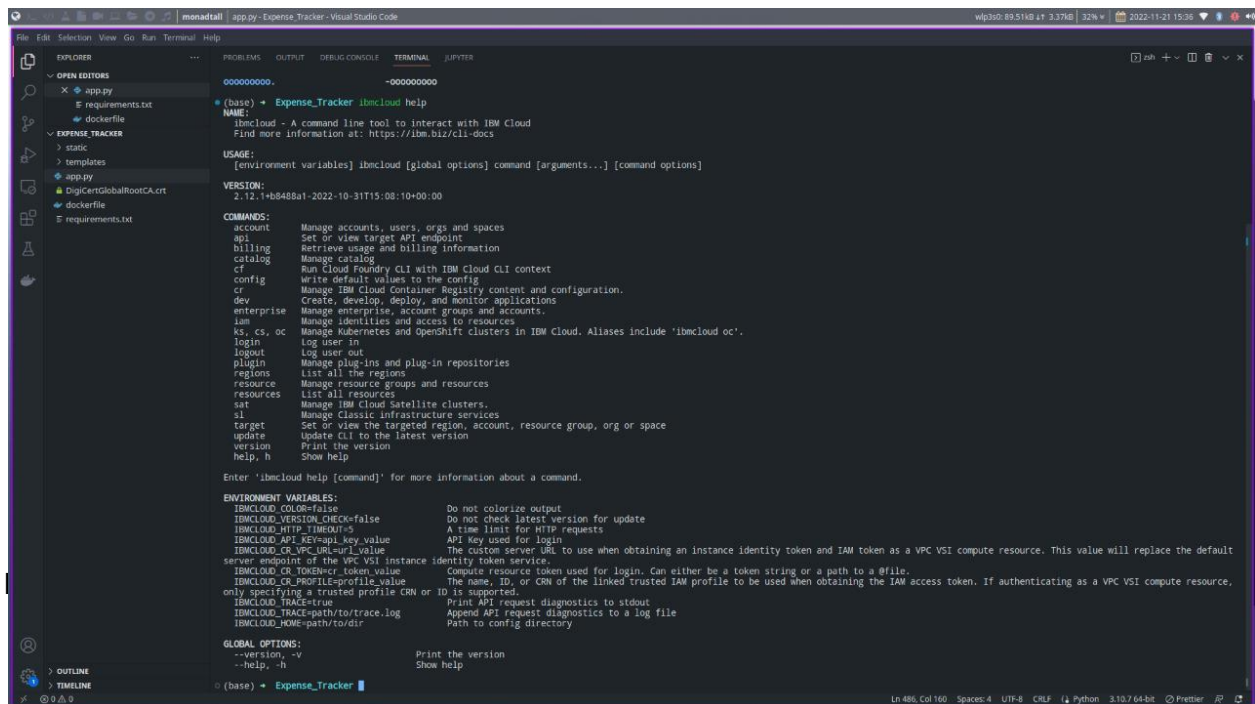 monadtall app.py - Expense_Tracker - Visual Studio Code wlp3s0: 89.51kB ↓↑ 3.37kB 32% 2022-11-21 15:36
File Edit Selection View Go Run Terminal Help
EXPLORER ...
OPEN EDITORS
app.py
requirements.txt
dockerfile
EXPENSE_TRACKER
static
templates
app.py
DigiCertGlobalRootCA.crt
dockerfile
requirements.txt
OUTLINE
TIMELINE
PROBLEMS OUTPUT DEBUG CONSOLE TERMINAL JUPYTER zsh
ooooooooo. -ooooooooo
(base) → Expense_Tracker ibmcloud help
NAME:
ibmcloud - A command line tool to interact with IBM Cloud
Find more information at: https://ibm.biz/cli-docs
USAGE:
[environment variables] ibmcloud [global options] command [arguments...] [command options]
VERSION:
2.12.1+b8488a1-2022-10-31T15:08:10+00:00
COMMANDS:
account Manage accounts, users, orgs and spaces
api Set or view target API endpoint
billing Retrieve usage and billing information
catalog Manage catalog
cf Run Cloud Foundry CLI with IBM Cloud CLI context
config Write default values to the config
cr Manage IBM Cloud Container Registry content and configuration.
dev Create, develop, deploy, and monitor applications
enterprise Manage enterprise, account groups and accounts.
iam Manage identities and access to resources
ks, cs, oc Manage Kubernetes and OpenShift clusters in IBM Cloud. Aliases include 'ibmcloud oc'.
login Log user in
logout Log user out
plugin Manage plug-ins and plug-in repositories
regions List all the regions
resource Manage resource groups and resources
resources List all resources
sat Manage IBM Cloud Satellite clusters.
sl Manage Classic infrastructure services
target Set or view the targeted region, account, resource group, org or space
update Update CLI to the latest version
version Print the version
help, h Show help
Enter 'ibmcloud help [command]' for more information about a command.
ENVIRONMENT VARIABLES:
IBMCLOUD_COLOR=false Do not colorize output
IBMCLOUD_VERSION_CHECK=false Do not check latest version for update
IBMCLOUD_HTTP_TIMEOUT=5 A time limit for HTTP requests
IBMCLOUD_API_KEY=api_key_value API Key used for login
IBMCLOUD_CR_VPC_URL=url_value The custom server URL to use when obtaining an instance identity token and IAM token as a VPC VSI compute resource. This value will replace the default
server endpoint of the VPC VSI instance identity token service.
IBMCLOUD_CR_TOKEN=cr_token_value Compute resource token used for login. Can either be a token string or a path to a @file.
IBMCLOUD_CR_PROFILE=profile_value The name, ID, or CRN of the linked trusted IAM profile to be used when obtaining the IAM access token. If authenticating as a VPC VSI compute resource,
only specifying a trusted profile CRN or ID is supported.
IBMCLOUD_TRACE=true Print API request diagnostics to stdout
IBMCLOUD_TRACE=path/to/trace.log Append API request diagnostics to a log file
IBMCLOUD_HOME=path/to/dir Path to config directory
GLOBAL OPTIONS:
--version, -v Print the version
--help, -h Show help
(base) → Expense_Tracker
0 0 Ln 486, Col 160 Spaces: 4 UTF-8 CRLF Python 3.10.7 64-bit Prettier